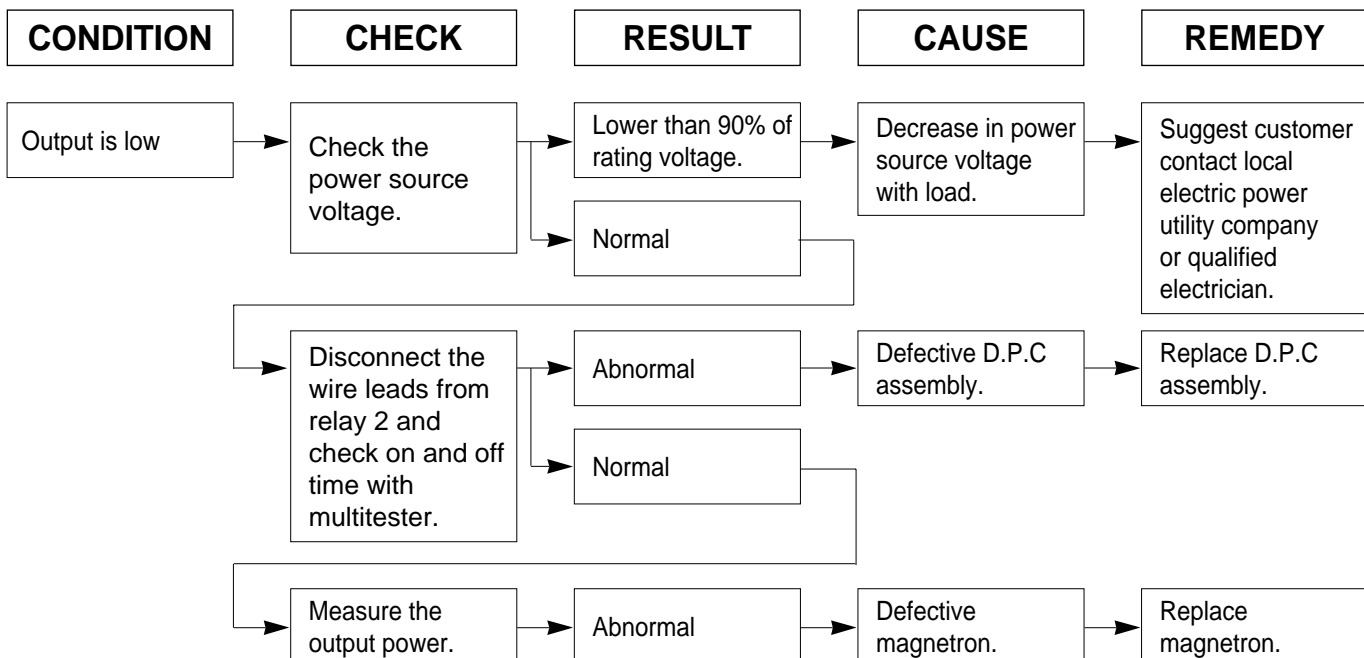 CONDITION
CHECK
RESULT
CAUSE
REMEDY
Output is low
Check the
power source
voltage.
Lower than 90% of
rating voltage.
Decrease in power
source voltage
with load.
Suggest customer
contact local
electric power
utility company
or qualified
electrician.
Normal
Disconnect the
wire leads from
relay 2 and
check on and off
time with
multitester.
Abnormal
Defective D.P.C
assembly.
Replace D.P.C
assembly.
Normal
Measure the
output power.
Abnormal
Defective
magnetron.
Replace
magnetron.